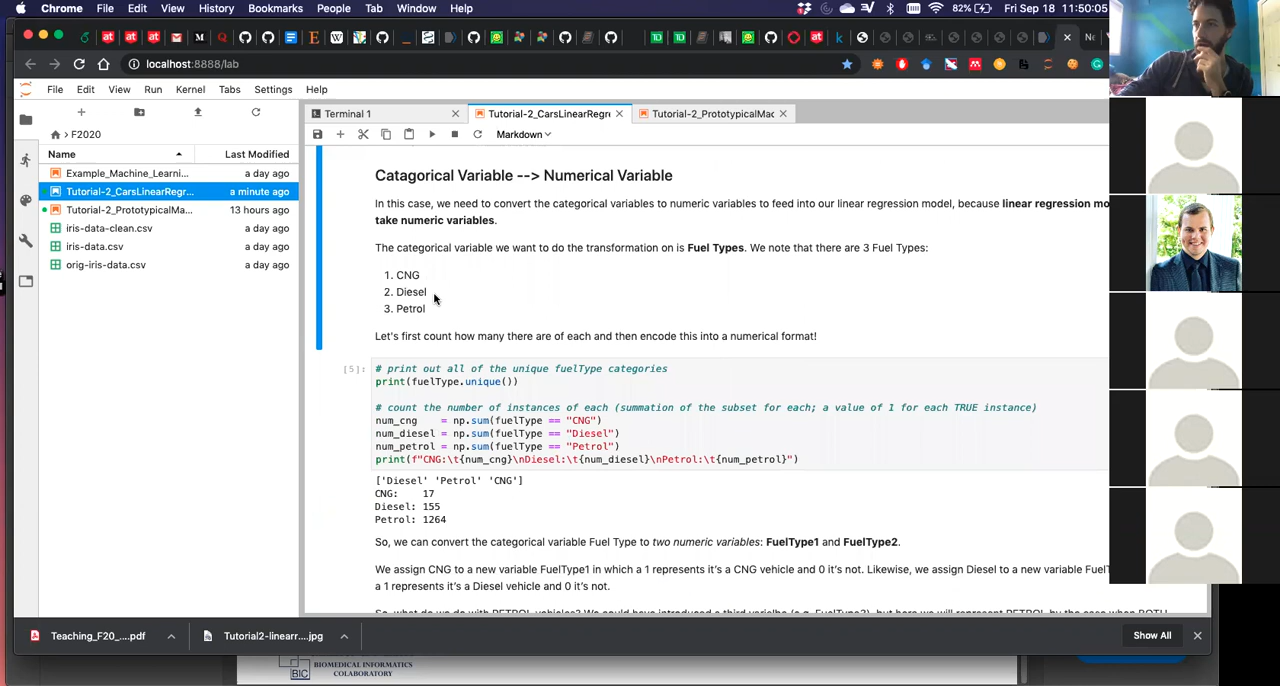 Chrome File Edit View History Bookmarks People Tab Window Help 82% Fri Sep 18 11:50:05
localhost:8888/lab
File Edit View Run Kernel Tabs Settings Help
F2020
Name Last Modified
Example_Machine_Learni... a day ago
Tutorial-2_CarsLinearRegr... a minute ago
Tutorial-2_PrototypicalMa... 13 hours ago
iris-data-clean.csv a day ago
iris-data.csv a day ago
orig-iris-data.csv a day ago
Terminal 1 Tutorial-2_CarsLinearRegre Tutorial-2_PrototypicalMac
Markdown
Catagorical Variable --> Numerical Variable
In this case, we need to convert the categorical variables to numeric variables to feed into our linear regression model, because linear regression mo
take numeric variables.
The categorical variable we want to do the transformation on is Fuel Types. We note that there are 3 Fuel Types:
1. CNG
2. Diesel
3. Petrol
Let's first count how many there are of each and then encode this into a numerical format!
[5]: # print out all of the unique fuelType categories
print(fuelType.unique())
# count the number of instances of each (summation of the subset for each; a value of 1 for each TRUE instance)
num_cng = np.sum(fuelType == "CNG")
num_diesel = np.sum(fuelType == "Diesel")
num_petrol = np.sum(fuelType == "Petrol")
print(f"CNG:\t{num_cng}\nDiesel:\t{num_diesel}\nPetrol:\t{num_petrol}")
['Diesel' 'Petrol' 'CNG']
CNG: 17
Diesel: 155
Petrol: 1264
So, we can convert the categorical variable Fuel Type to two numeric variables: FuelType1 and FuelType2.
We assign CNG to a new variable FuelType1 in which a 1 represents it's a CNG vehicle and 0 it's not. Likewise, we assign Diesel to a new variable FuelT
a 1 represents it's a Diesel vehicle and 0 it's not.
Teaching_F20_....pdf Tutorial2-linearr....jpg Show All
BIC BIOMEDICAL INFORMATICS
COLABORATORY